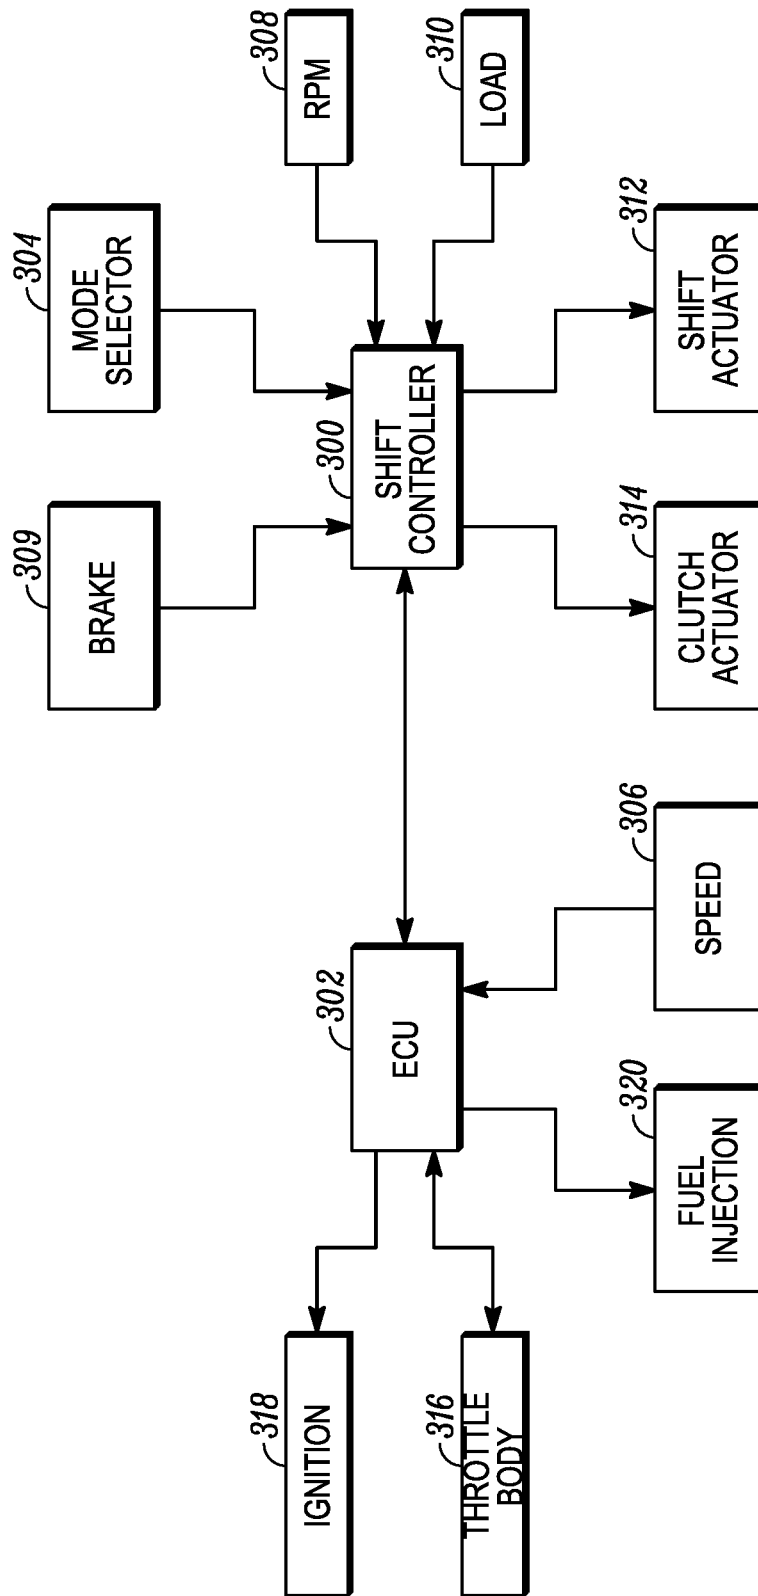 309
BRAKE
304
MODE
SELECTOR
318
IGNITION
302
ECU
300
SHIFT
CONTROLLER
308
RPM
316
THROTTLE
BODY
310
LOAD
320
FUEL
INJECTION
306
SPEED
314
CLUTCH
ACTUATOR
312
SHIFT
ACTUATOR